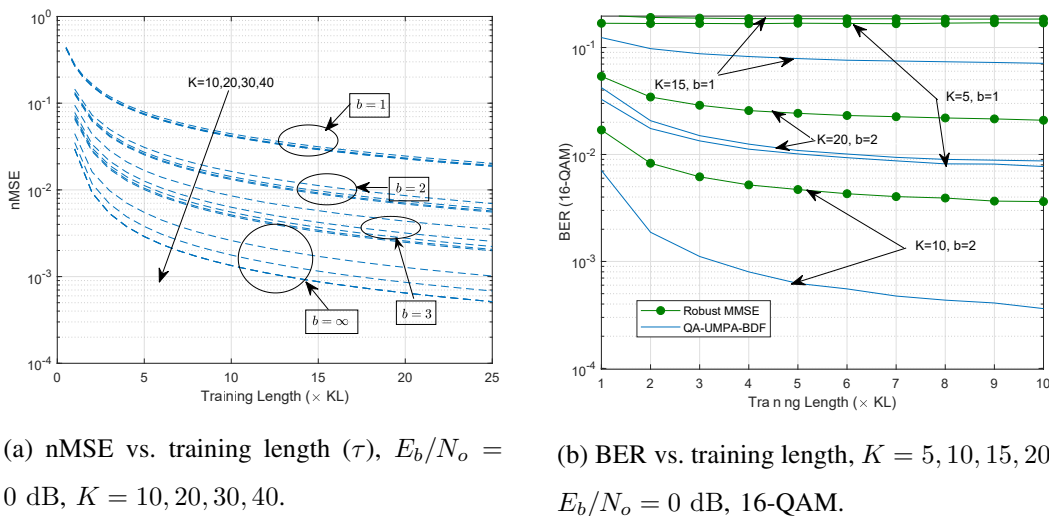 10^0
10^-1
10^-2
10^-3
10^-4
nMSE
K=10,20,30,40
b = 1
b = 2
b = 3
b = ∞
0
5
10
15
20
25
Training Length (× KL)
10^-1
10^-2
10^-3
10^-4
BER (16-QAM)
K=15, b=1
K=5, b=1
K=20, b=2
K=10, b=2
Robust MMSE
QA-UMPA-BDF
1
2
3
4
5
6
7
8
9
10
Tra n ng Length (× KL)
(a) nMSE vs. training length (τ), E_b/N_o =
0 dB, K = 10, 20, 30, 40.
(b) BER vs. training length, K = 5, 10, 15, 20
E_b/N_o = 0 dB, 16-QAM.